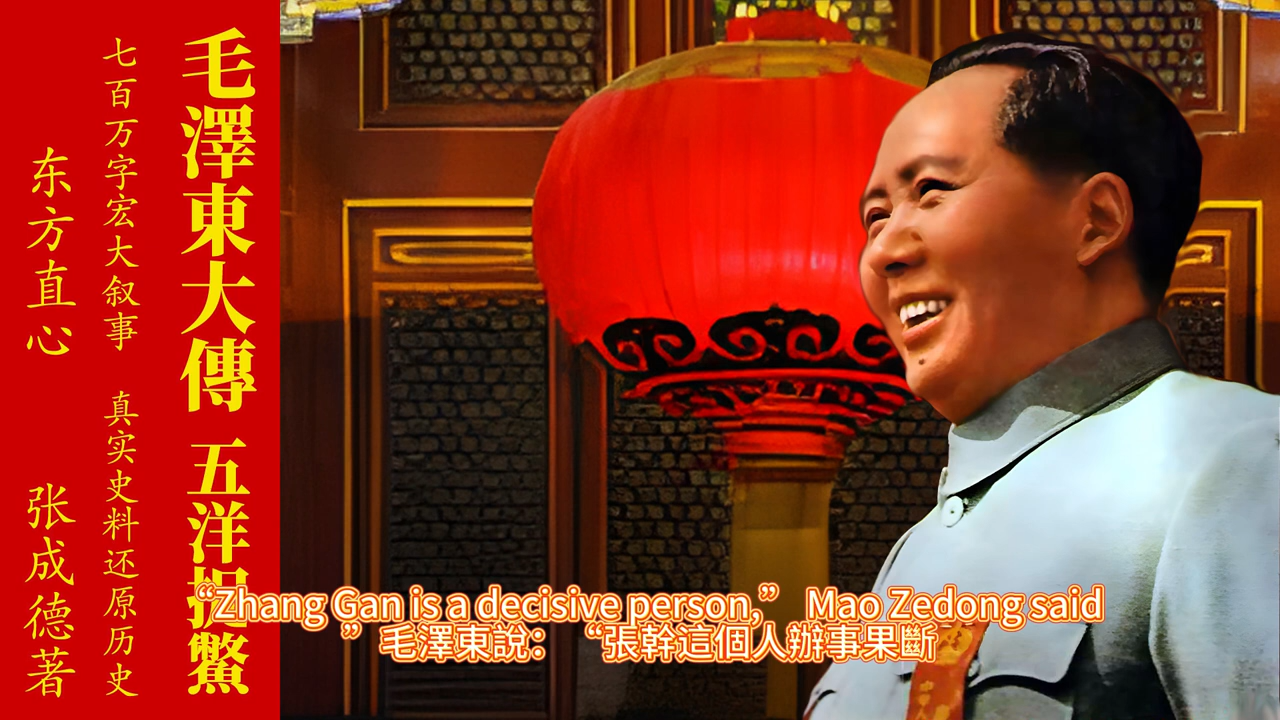 毛澤東大傳 五洋捉鱉
七百万字宏大叙事 真实史料还原历史
东方直心
张成德著
“Zhang Gan is a decisive person,” Mao Zedong said
”毛澤東說：“張幹這個人辦事果斷